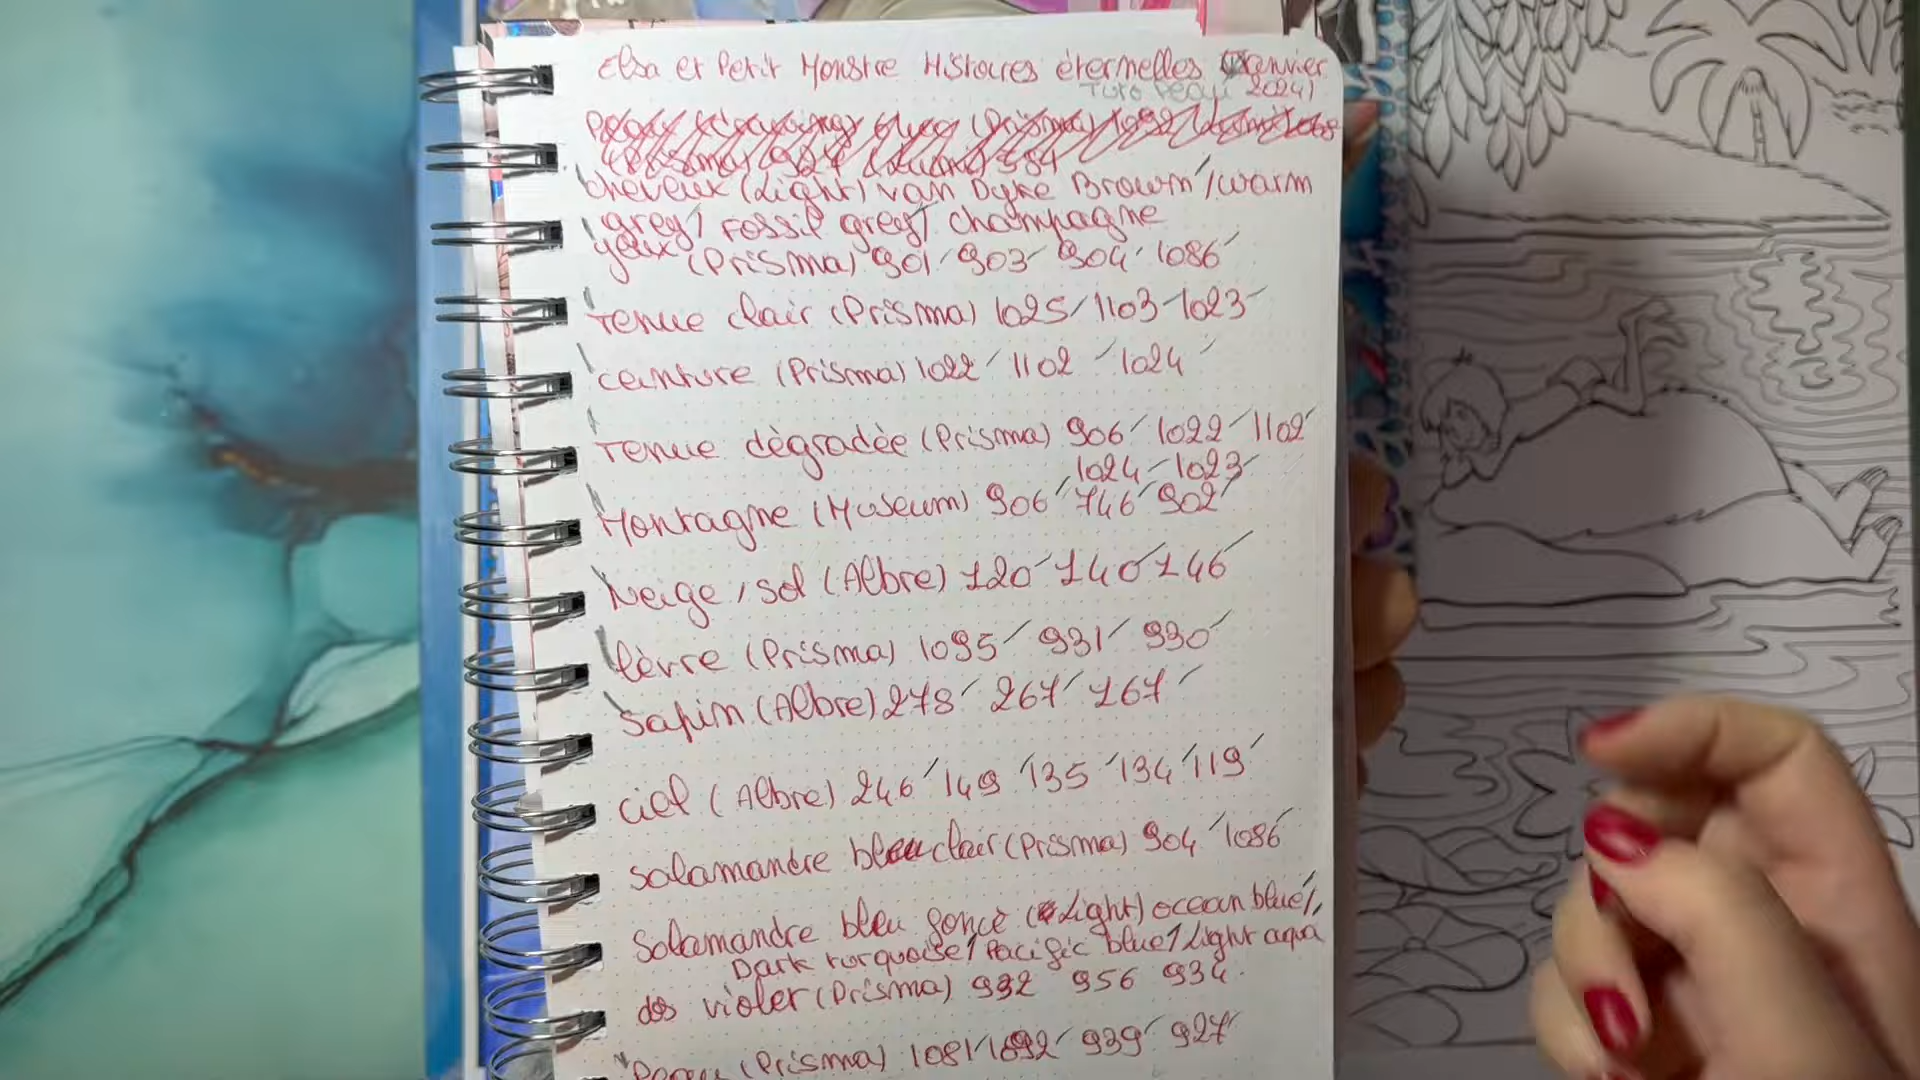 Elsa et Petit Monstre Histoires éternelles (Janvier
Tuto Peayi 2024)
cheveux (Light) van Dyke Brown / warm
grey / Fossil grey / champagne
yeux (Prisma) 901 903 904 1086
tenue clair (Prisma) 1025 / 1103 - 1023
ceinture (Prisma) 1022 1102 1024
Tenue dégradée (Prisma) 906 1022 1102
1024 - 1023
Montagne (Museum) 906 746 902
Neige / sol (Albre) 120 140 146
lèvre (Prisma) 1095 931 930
Sapin (Albre) 278 267 167
ciel (Albre) 246 149 135 134 119
salamandre bleu clair (Prisma) 904 1086
salamandre bleu foncé (Light) ocean blue /
Dark turquoise / Pacific blue / Light aqua
dos violet (Prisma) 932 956 934
Peau (Prisma) 1081 1092 939 927